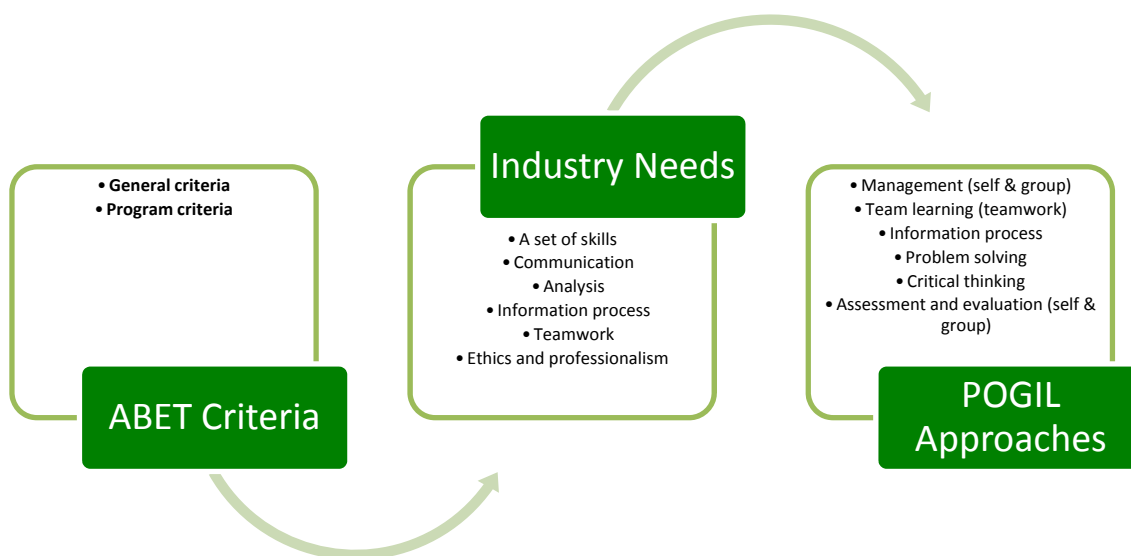 • General criteria
• Program criteria
ABET Criteria
Industry Needs
• A set of skills
• Communication
• Analysis
• Information process
• Teamwork
• Ethics and professionalism
• Management (self & group)
• Team learning (teamwork)
• Information process
• Problem solving
• Critical thinking
• Assessment and evaluation (self &
group)
POGIL
Approaches